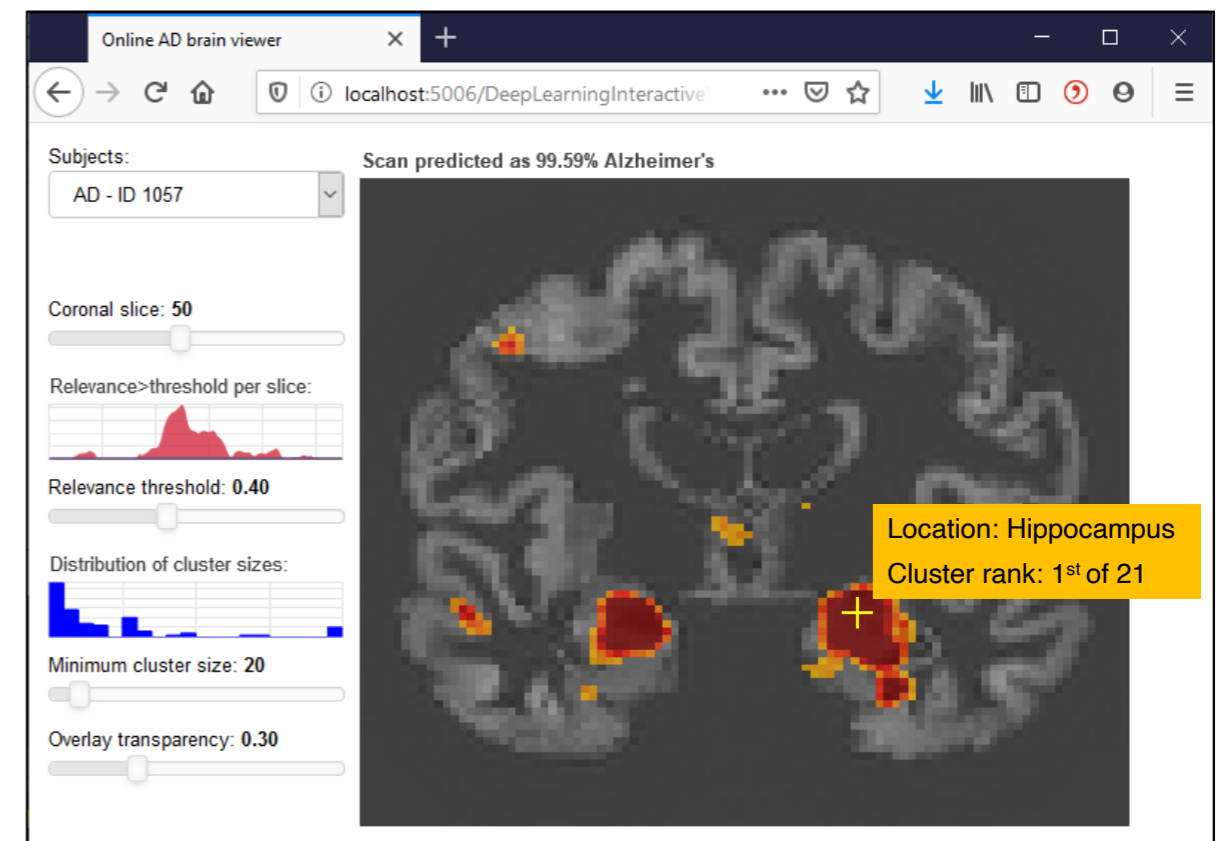 Online AD brain viewer
localhost:5006/DeepLearningInteractive
Subjects:
AD - ID 1057
Scan predicted as 99.59% Alzheimer's
Coronal slice: 50
Relevance>threshold per slice:
Relevance threshold: 0.40
Distribution of cluster sizes:
Minimum cluster size: 20
Overlay transparency: 0.30
Location: Hippocampus
Cluster rank: 1st of 21